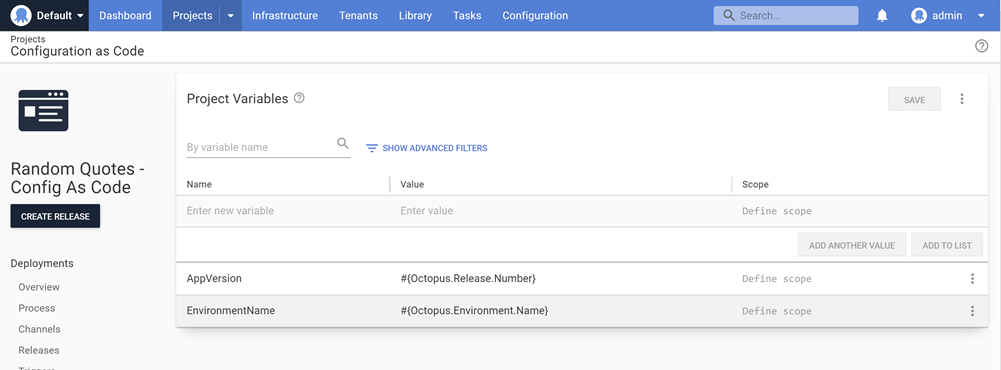 Default Dashboard Projects Infrastructure Tenants Library Tasks Configuration Search... admin
Projects
Configuration as Code
Project Variables
SAVE
By variable name
SHOW ADVANCED FILTERS
Random Quotes -
Config As Code
Name Value Scope
Enter new variable Enter value Define scope
CREATE RELEASE
ADD ANOTHER VALUE ADD TO LIST
Deployments
AppVersion #{Octopus.Release.Number} Define scope
Overview
EnvironmentName #{Octopus.Environment.Name} Define scope
Process
Channels
Releases